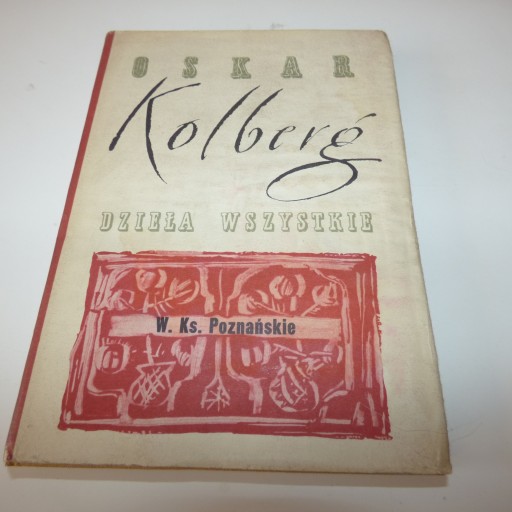 OSKAR
Kolberg
DZIEŁA WSZYSTKIE
W. Ks. Poznańskie